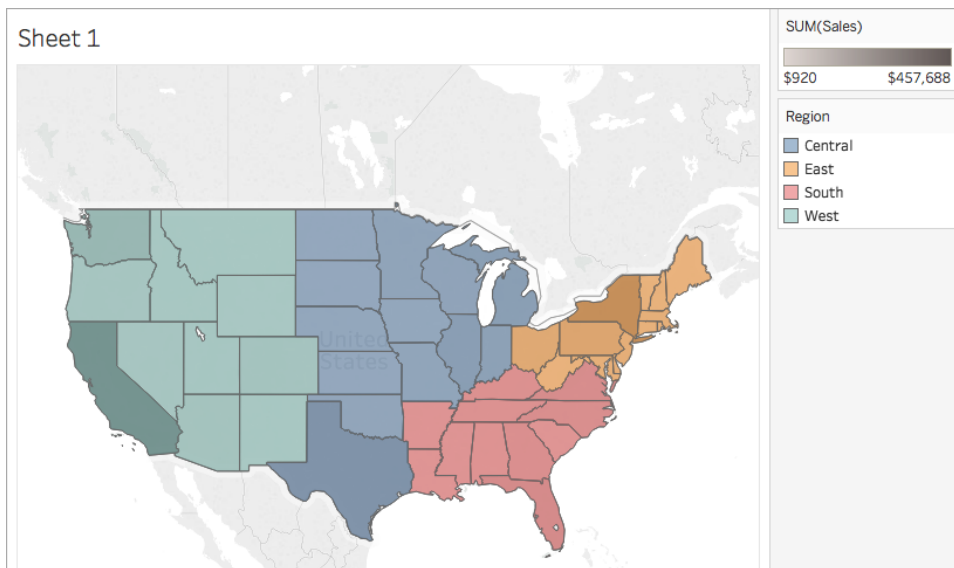 Sheet 1
United
States
SUM(Sales)
$920 $457,688
Region
Central
East
South
West